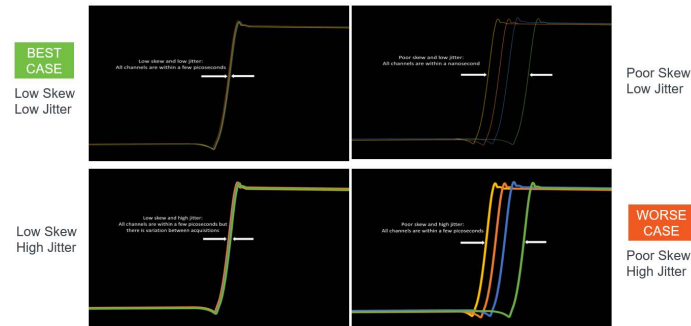 BEST
CASE
Low Skew
Low Jitter
Low skew and low jitter:
All channels are within a few picoseconds
Poor skew and low jitter:
All channels are within a nanosecond
Poor Skew
Low Jitter
Low Skew
High Jitter
Low skew and high jitter:
All channels are within a few picoseconds but
there is variation between acquisitions
Poor skew and high jitter:
All channels are within a few picoseconds
WORSE
CASE
Poor Skew
High Jitter